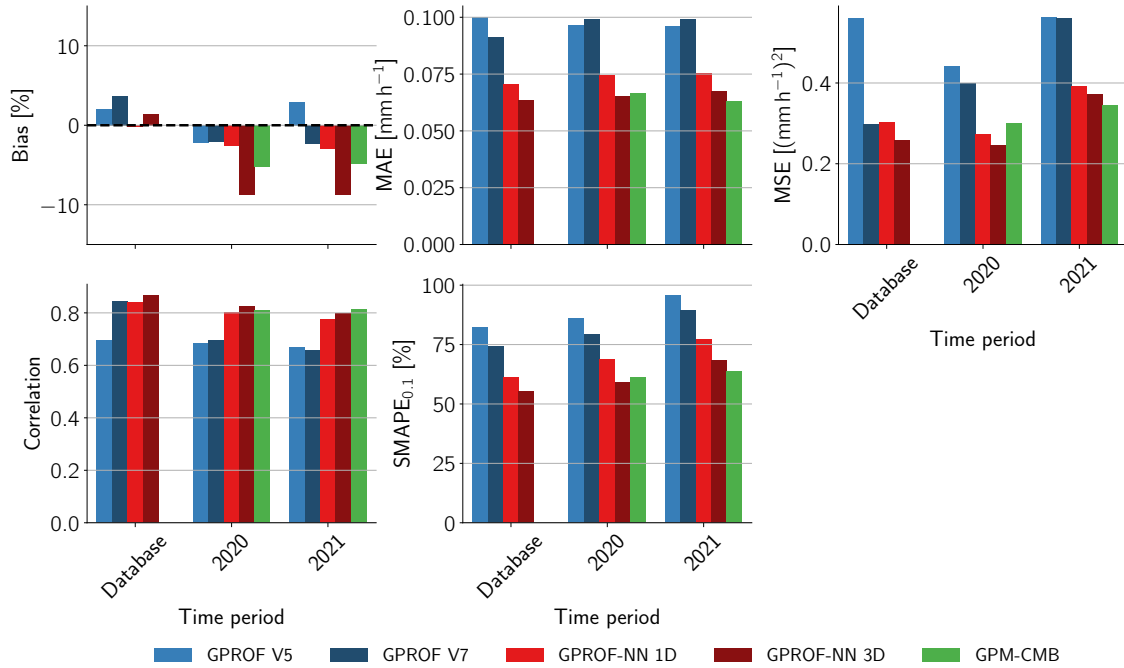 Bias [%]
10
0
−10
MAE [mm h−1]
0.100
0.075
0.050
0.025
0.000
MSE [(mm h−1)2]
0.4
0.2
0.0
Database
2020
2021
Time period
Correlation
0.8
0.6
0.4
0.2
0.0
Database
2020
2021
Time period
SMAPE0.1 [%]
100
75
50
25
0
Database
2020
2021
Time period
GPROF V5
GPROF V7
GPROF-NN 1D
GPROF-NN 3D
GPM-CMB